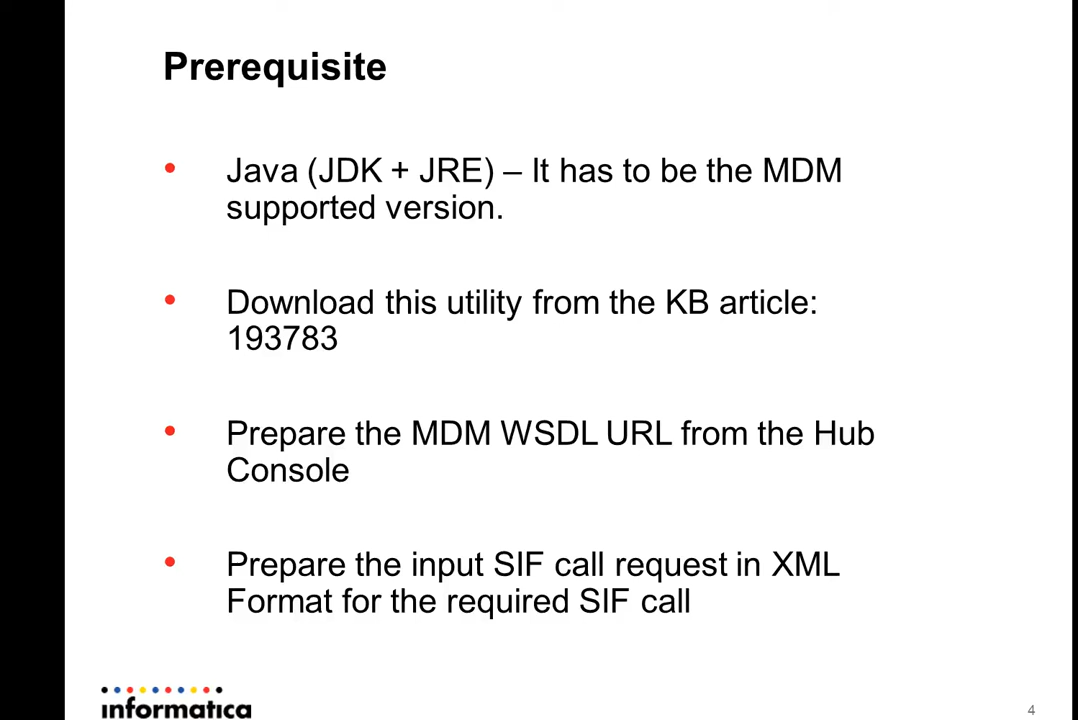 Prerequisite
• Java (JDK + JRE) – It has to be the MDM
supported version.
• Download this utility from the KB article:
193783
• Prepare the MDM WSDL URL from the Hub
Console
• Prepare the input SIF call request in XML
Format for the required SIF call
informatica
4